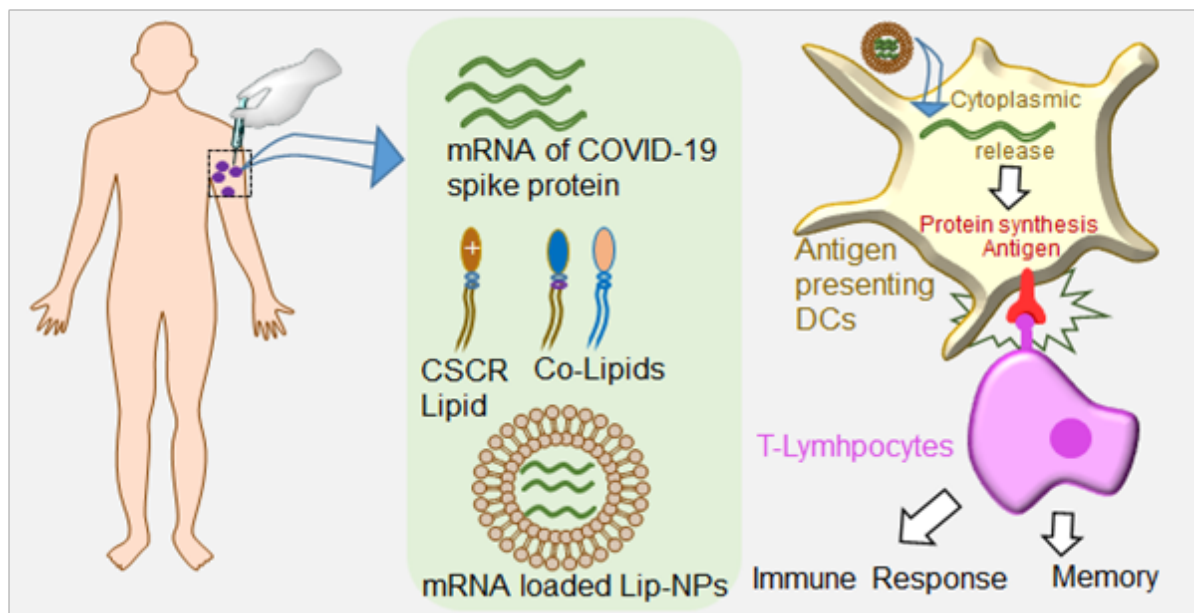 mRNA of COVID-19
spike protein
+
CSCR
Lipid
Co-Lipids
mRNA loaded Lip-NPs
Cytoplasmic
release
Protein synthesis
Antigen
Antigen
presenting
DCs
T-Lymhpocytes
Immune Response
Memory